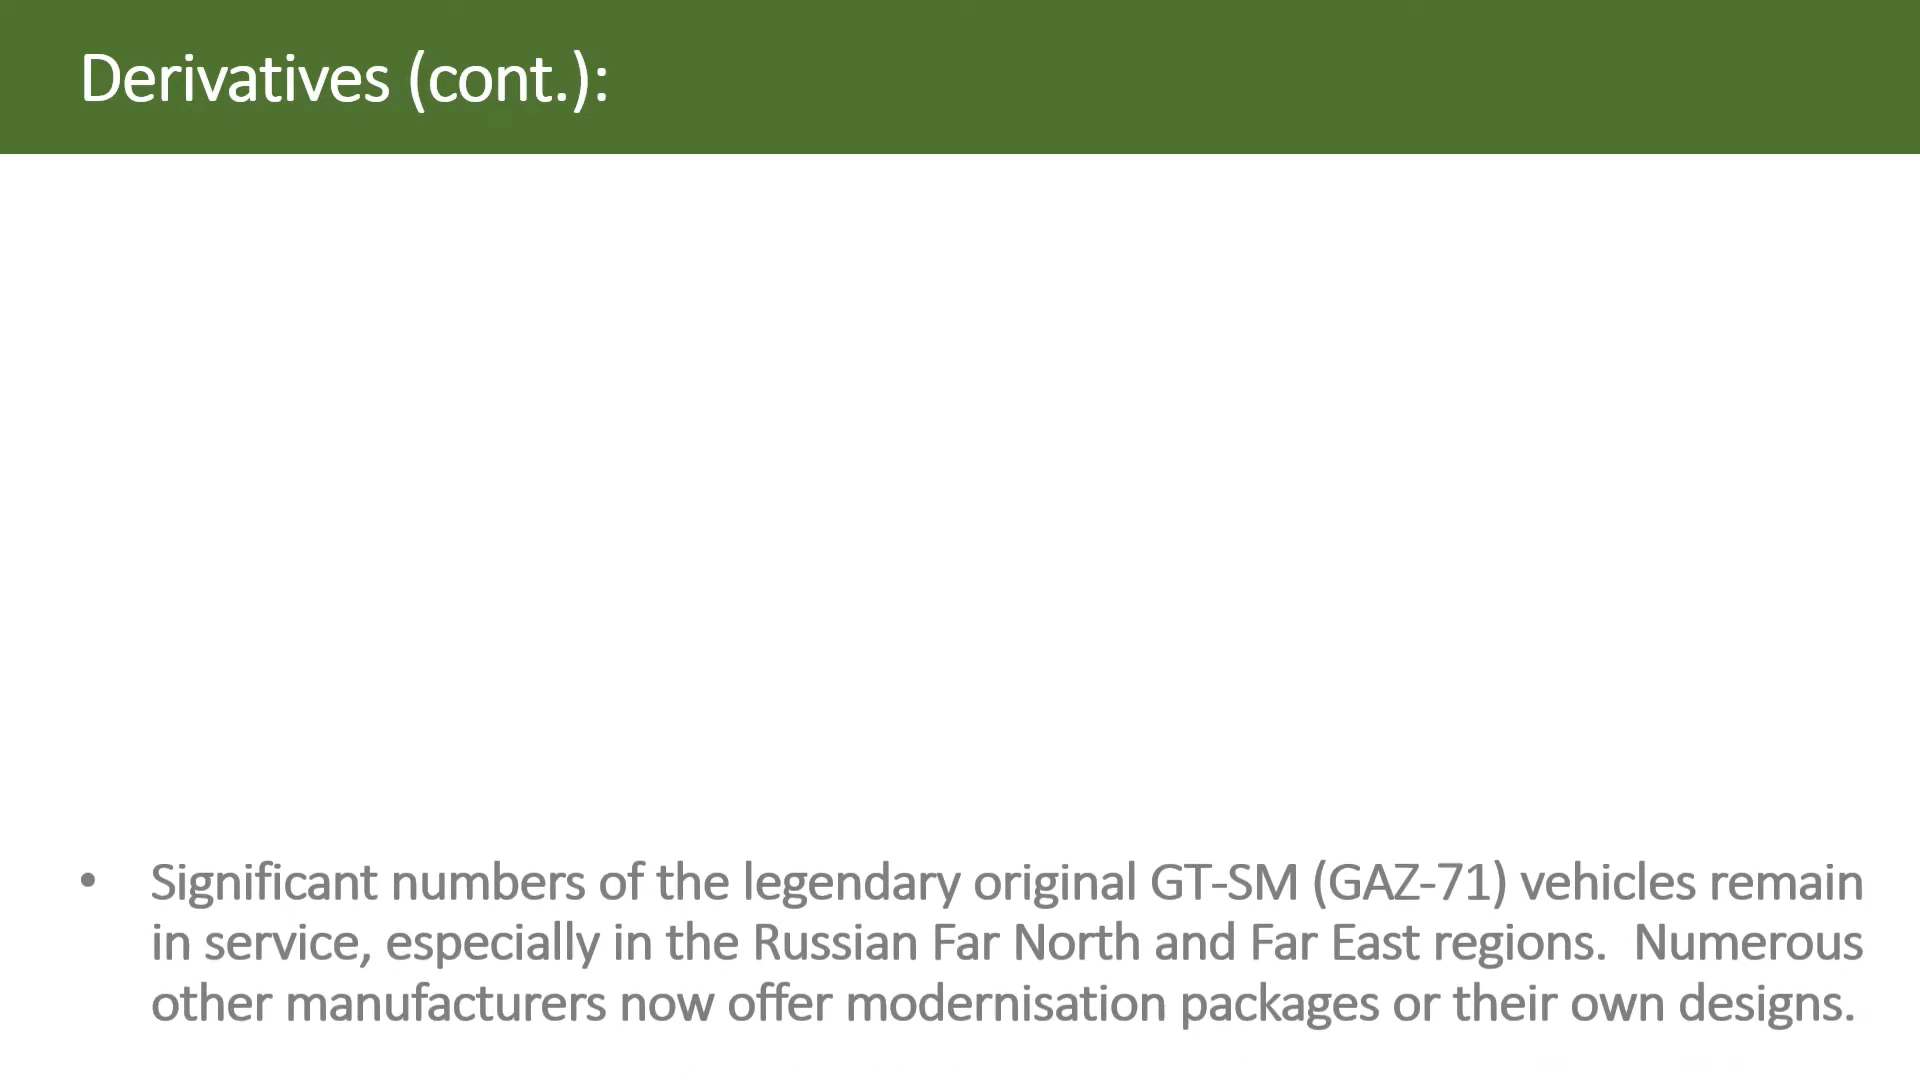 Derivatives (cont.):
• Significant numbers of the legendary original GT-SM (GAZ-71) vehicles remain
in service, especially in the Russian Far North and Far East regions.  Numerous
other manufacturers now offer modernisation packages or their own designs.